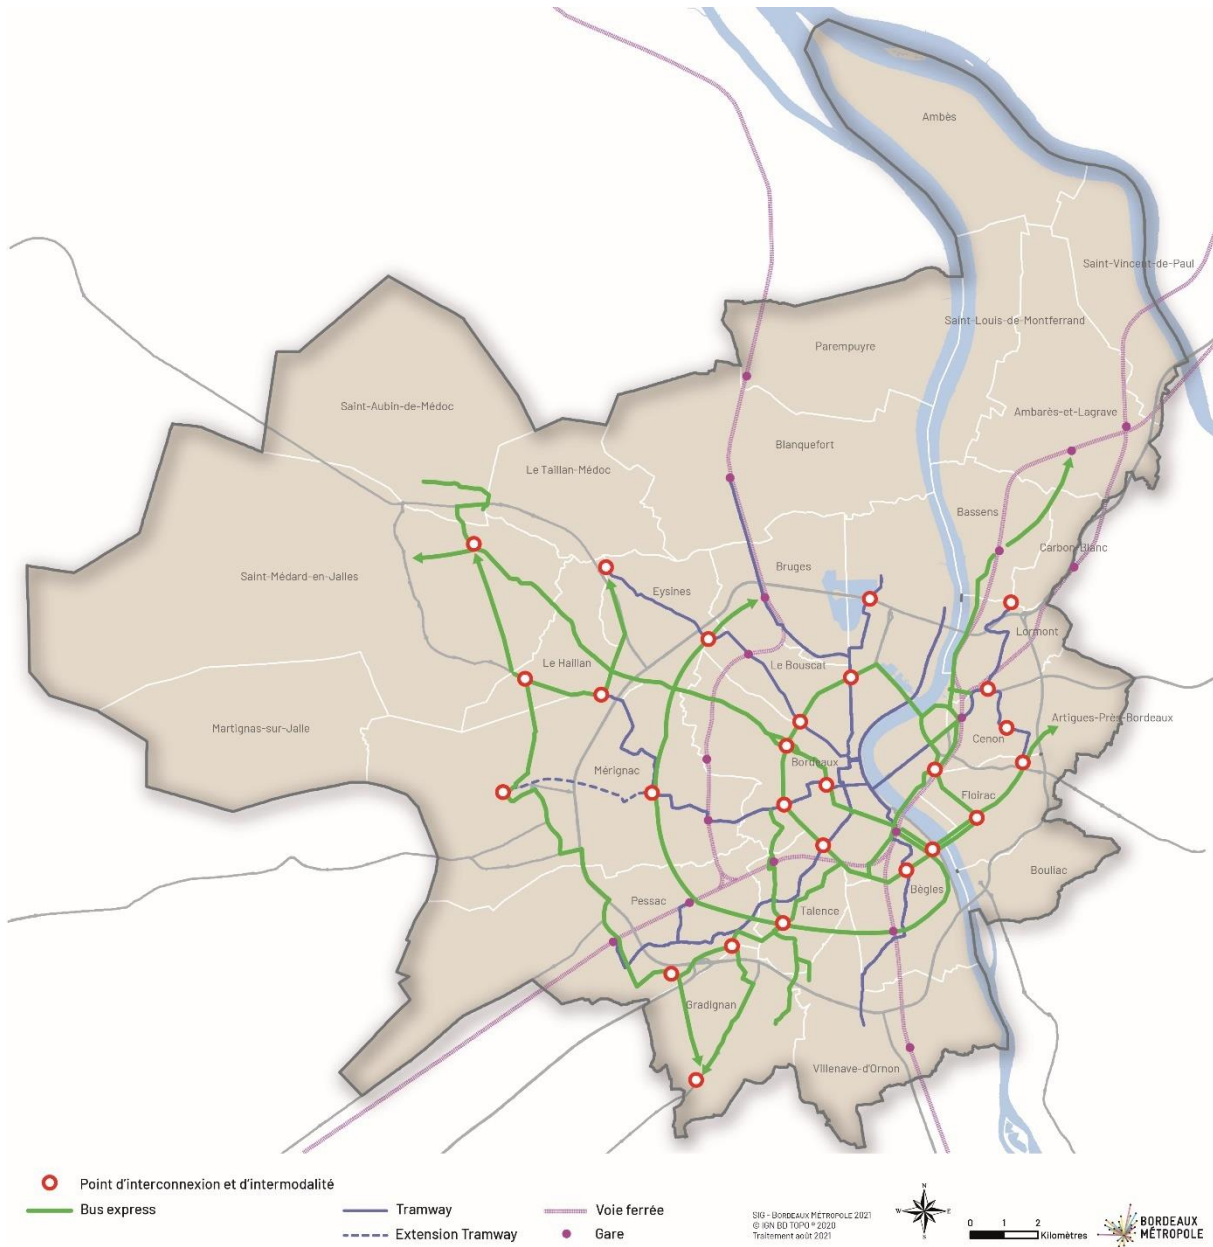 Ambès
Saint-Vincent-de-Paul
Saint-Louis-de-Montferrand
Parempuyre
Saint-Aubin-de-Médoc
Ambarès-et-Lagrave
Blanquefort
Le Taillan-Médoc
Bassens
Carbon-Blanc
Bruges
Saint-Médard-en-Jalles
Eysines
Lormont
Le Haillan
Le Bouscat
Martignas-sur-Jalle
Artigues-Près-Bordeaux
Cenon
Bordeaux
Mérignac
Floirac
Bouliac
Bègles
Pessac
Talence
Gradignan
Villenave-d'Ornon
Point d'interconnexion et d'intermodalité
Bus express
Tramway
Voie ferrée
Extension Tramway
Gare
SIG - Bordeaux Métropole 2021
© IGN BD TOPO ® 2020
Traitement août 2021
N
W
E
S
0 1 2
Kilomètres
BORDEAUX
MÉTROPOLE